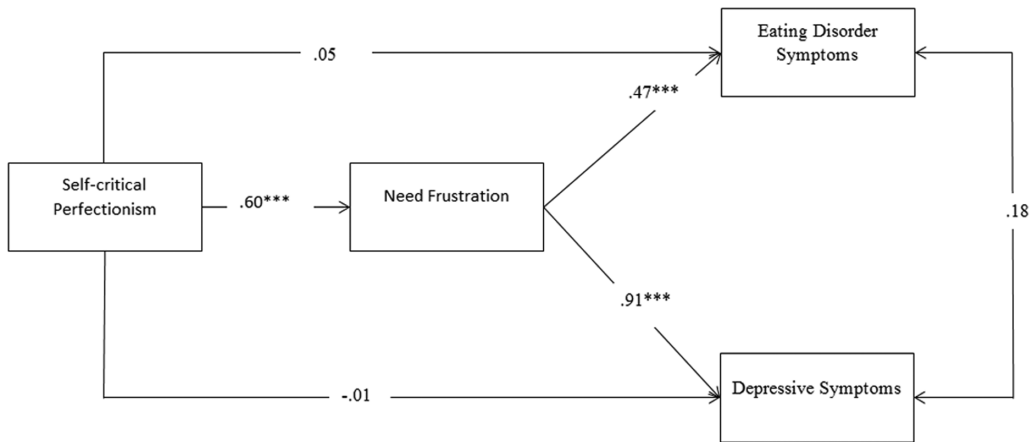 Eating Disorder
Symptoms
.05
.47***
Self-critical
Perfectionism
.60***
Need Frustration
.18
.91***
Depressive Symptoms
-.01